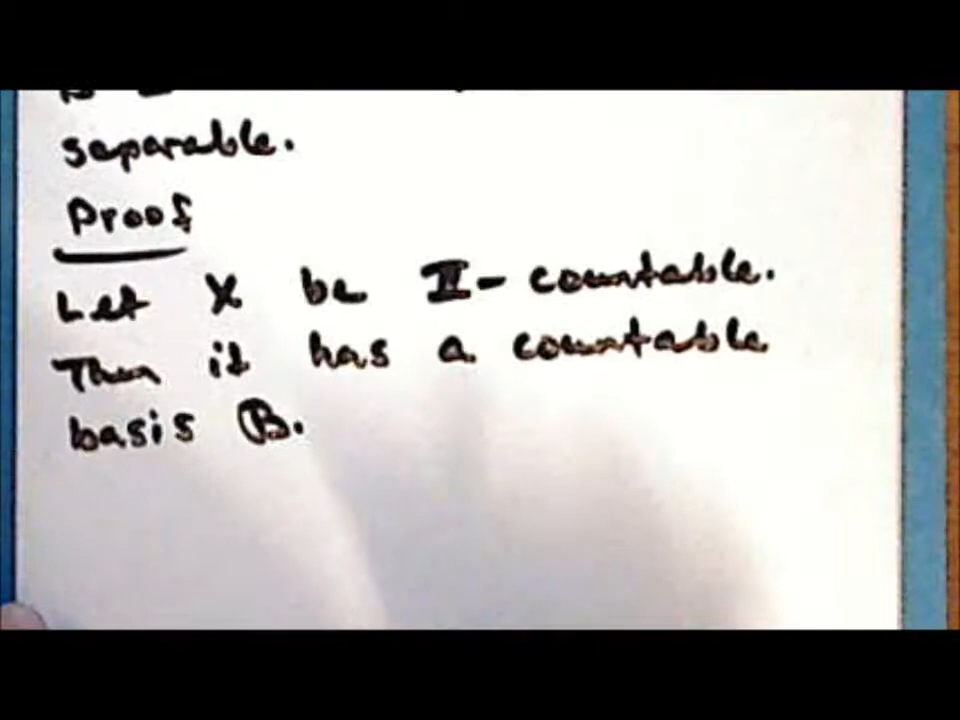 separable.
Proof
Let X be II-countable.
Then it has a countable
basis B.